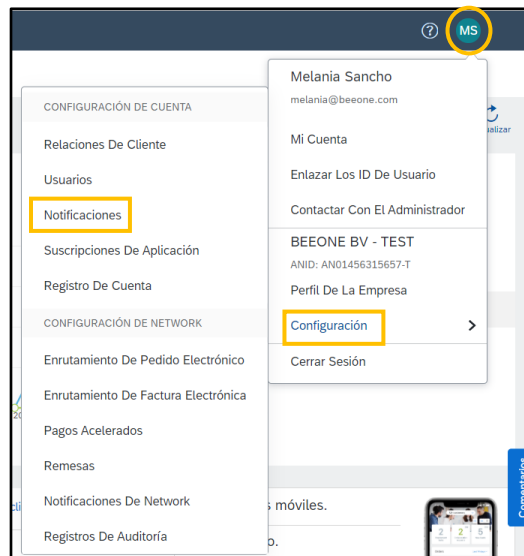 MS
Melania Sancho
melania@beeone.com
Mi Cuenta
Enlazar Los ID De Usuario
Contactar Con El Administrador
BEEONE BV - TEST
ANID: AN01456315657-T
Perfil De La Empresa
Configuración
Cerrar Sesión
CONFIGURACIÓN DE CUENTA
Relaciones De Cliente
Usuarios
Notificaciones
Suscripciones De Aplicación
Registro De Cuenta
CONFIGURACIÓN DE NETWORK
Enrutamiento De Pedido Electrónico
Enrutamiento De Factura Electrónica
Pagos Acelerados
Remesas
Notificaciones De Network
Registros De Auditoría
móviles.
Comentarios
2 2 5